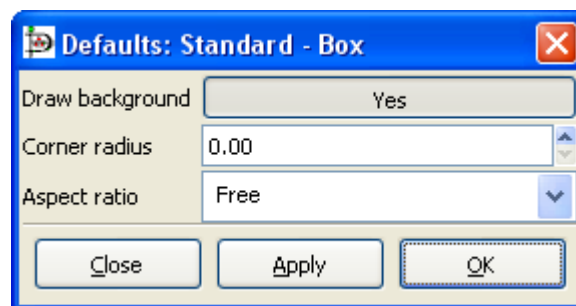 Defaults: Standard - Box
Draw background Yes
Corner radius 0.00
Aspect ratio Free
Close Apply OK